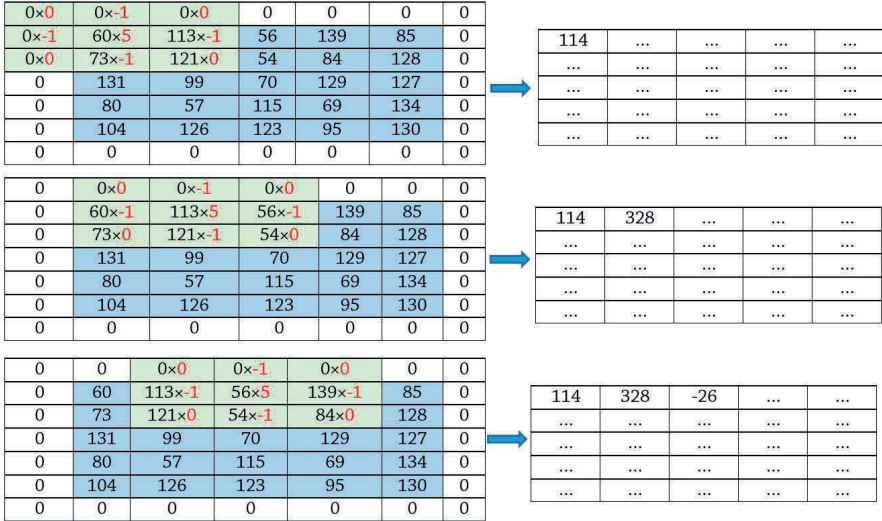 0×0 0×-1 0×0 0 0 0 0
0×-1 60×5 113×-1 56 139 85 0
0×0 73×-1 121×0 54 84 128 0
0 131 99 70 129 127 0
0 80 57 115 69 134 0
0 104 126 123 95 130 0
0 0 0 0 0 0 0
114 ... ... ... ...
... ... ... ... ...
... ... ... ... ...
... ... ... ... ...
... ... ... ... ...
0 0×0 0×-1 0×0 0 0 0
0 60×-1 113×5 56×-1 139 85 0
0 73×0 121×-1 54×0 84 128 0
0 131 99 70 129 127 0
0 80 57 115 69 134 0
0 104 126 123 95 130 0
0 0 0 0 0 0 0
114 328 ... ... ...
... ... ... ... ...
... ... ... ... ...
... ... ... ... ...
... ... ... ... ...
0 0 0×0 0×-1 0×0 0 0
0 60 113×-1 56×5 139×-1 85 0
0 73 121×0 54×-1 84×0 128 0
0 131 99 70 129 127 0
0 80 57 115 69 134 0
0 104 126 123 95 130 0
0 0 0 0 0 0 0
114 328 -26 ... ...
... ... ... ... ...
... ... ... ... ...
... ... ... ... ...
... ... ... ... ...